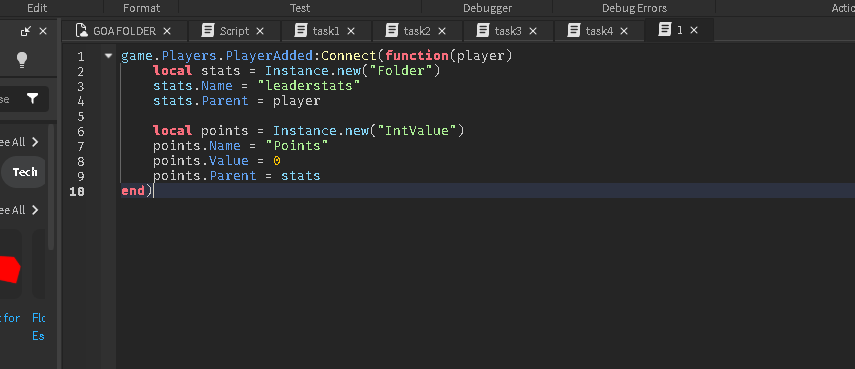 Edit Format Test Debugger Debug Errors Actio
GOAFOLDER Script task1 task2 task3 task4 1
1 game.Players.PlayerAdded:Connect(function(player)
2 local stats = Instance.new("Folder")
3 stats.Name = "leaderstats"
4 stats.Parent = player
5
6 local points = Instance.new("IntValue")
7 points.Name = "Points"
8 points.Value = 0
9 points.Parent = stats
10 end)
se
ee All
Tech
ee All
t for Flo
Es